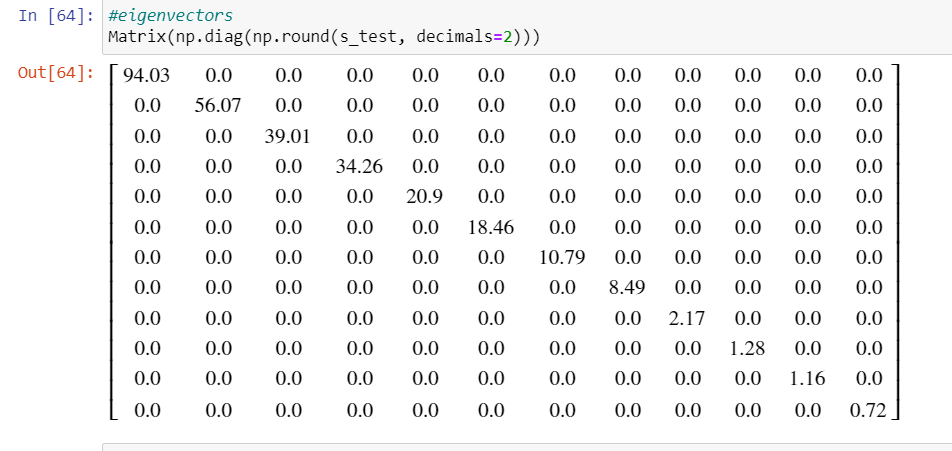 In [64]: #eigenvectors
Matrix(np.diag(np.round(s_test, decimals=2)))
Out[64]: [94.03 0.0 0.0 0.0 0.0 0.0 0.0 0.0 0.0 0.0 0.0 0.0]
0.0 56.07 0.0 0.0 0.0 0.0 0.0 0.0 0.0 0.0 0.0 0.0
0.0 0.0 39.01 0.0 0.0 0.0 0.0 0.0 0.0 0.0 0.0 0.0
0.0 0.0 0.0 34.26 0.0 0.0 0.0 0.0 0.0 0.0 0.0 0.0
0.0 0.0 0.0 0.0 20.9 0.0 0.0 0.0 0.0 0.0 0.0 0.0
0.0 0.0 0.0 0.0 0.0 18.46 0.0 0.0 0.0 0.0 0.0 0.0
0.0 0.0 0.0 0.0 0.0 0.0 10.79 0.0 0.0 0.0 0.0 0.0
0.0 0.0 0.0 0.0 0.0 0.0 0.0 8.49 0.0 0.0 0.0 0.0
0.0 0.0 0.0 0.0 0.0 0.0 0.0 0.0 2.17 0.0 0.0 0.0
0.0 0.0 0.0 0.0 0.0 0.0 0.0 0.0 0.0 1.28 0.0 0.0
0.0 0.0 0.0 0.0 0.0 0.0 0.0 0.0 0.0 0.0 1.16 0.0
0.0 0.0 0.0 0.0 0.0 0.0 0.0 0.0 0.0 0.0 0.0 0.72